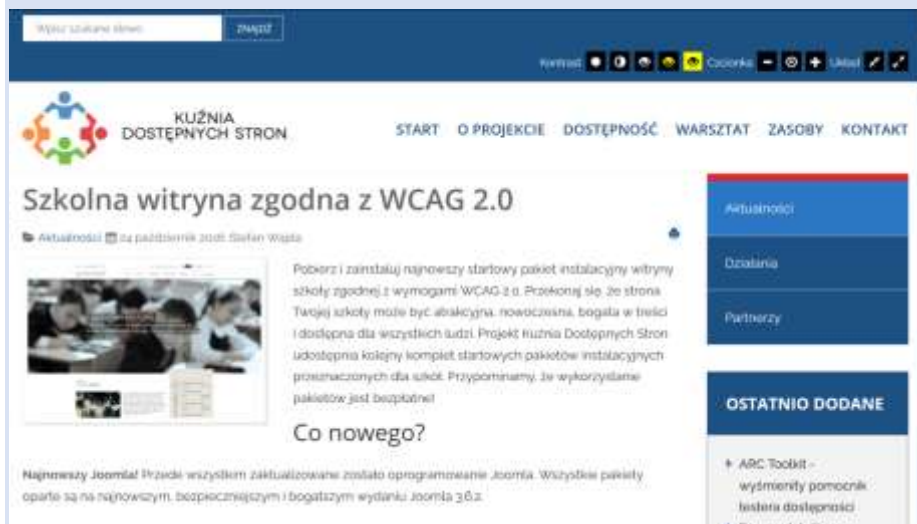 Wpisz szukane słowo ZNAJDŹ
Kontrast Czcionka Układ
KUŹNIA
DOSTĘPNYCH STRON
START O PROJEKCIE DOSTĘPNOŚĆ WARSZTAT ZASOBY KONTAKT
Szkolna witryna zgodna z WCAG 2.0
Aktualności 24 październik 2016 Stefan Wajda
Pobierz i zainstaluj najnowszy startowy pakiet instalacyjny witryny
szkoły zgodnej z wymogami WCAG 2.0. Przekonaj się, że strona
Twojej szkoły może być atrakcyjna, nowoczesna, bogata w treści
i dostępna dla wszystkich ludzi. Projekt Kuźnia Dostępnych Stron
udostępnia kolejny komplet startowych pakietów instalacyjnych
przeznaczonych dla szkół. Przypominamy, że wykorzystanie
pakietów jest bezpłatne!
Co nowego?
Najnowszy Joomla! Przede wszystkim zaktualizowane zostało oprogramowanie Joomla. Wszystkie pakiety
oparte są na najnowszym, bezpieczniejszym i bogatszym wydaniu Joomla 3.6.2.
Aktualności
Działania
Partnerzy
OSTATNIO DODANE
ARC Toolkit -
wyśmienity pomocnik
testera dostępności